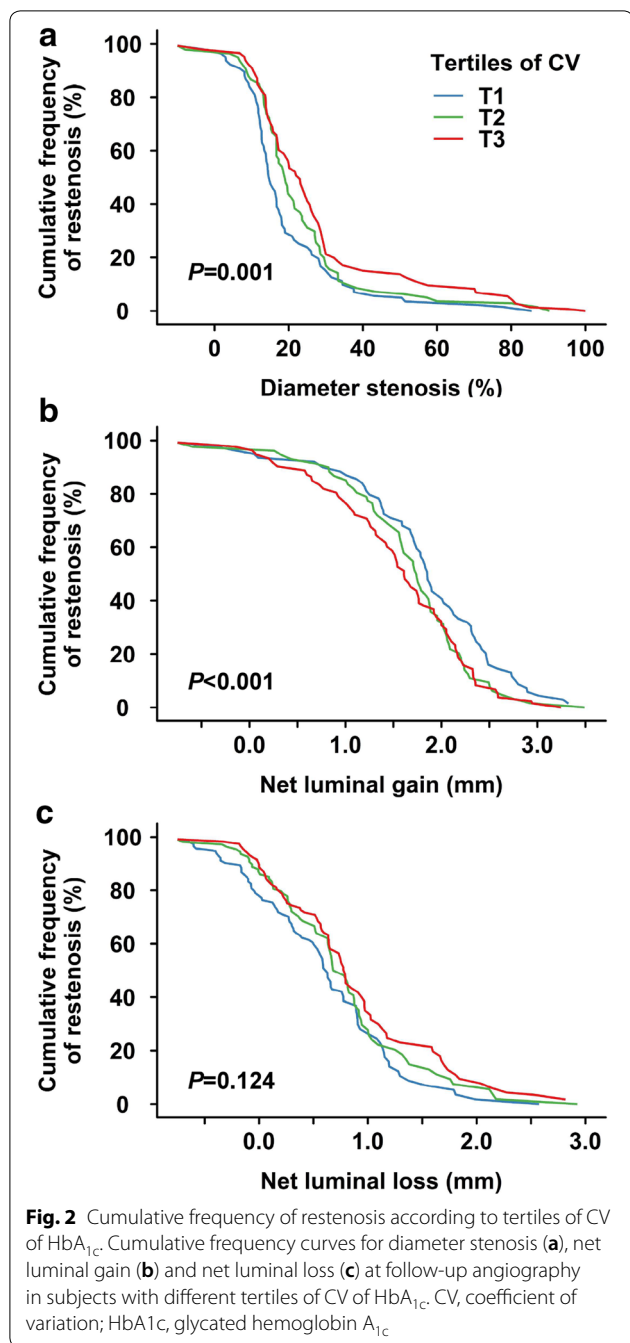 a
100
80
60
40
20
0
Cumulative frequency
of restenosis (%)
Tertiles of CV
T1
T2
T3
P=0.001
0 20 40 60 80 100
Diameter stenosis (%)
b
100
80
60
40
20
0
Cumulative frequency
of restenosis (%)
P<0.001
0.0 1.0 2.0 3.0
Net luminal gain (mm)
c
100
80
60
40
20
0
Cumulative frequency
of restenosis (%)
P=0.124
0.0 1.0 2.0 3.0
Net luminal loss (mm)
Fig. 2 Cumulative frequency of restenosis according to tertiles of CV
of HbA1c. Cumulative frequency curves for diameter stenosis (a), net
luminal gain (b) and net luminal loss (c) at follow-up angiography
in subjects with different tertiles of CV of HbA1c. CV, coefficient of
variation; HbA1c, glycated hemoglobin A1c